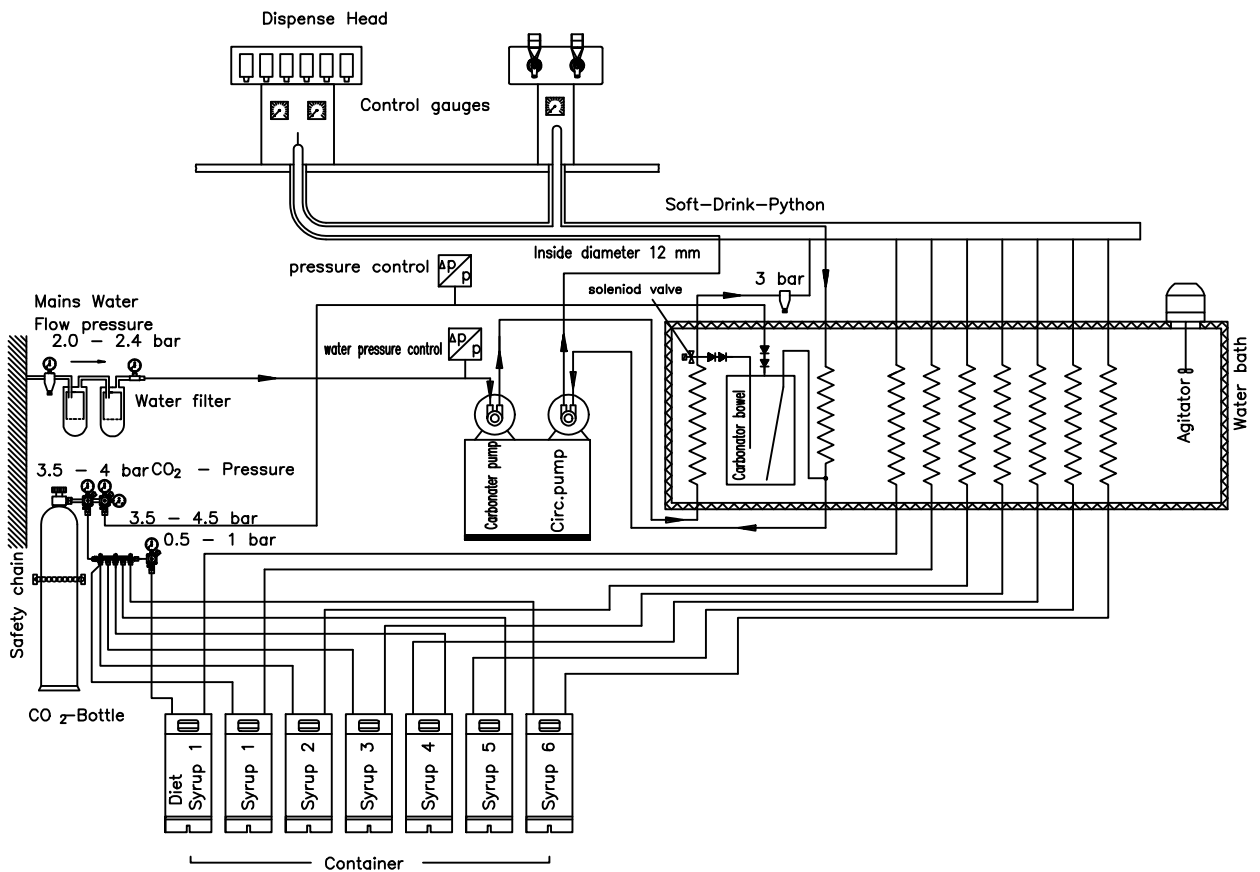 Dispense Head
Control gauges
Soft-Drink-Python
Inside diameter 12 mm
pressure control
Δp
p
3 bar
soleniod valve
Mains Water
Flow pressure
2.0 - 2.4 bar
water pressure control
Δp
p
Water filter
Carbonator bowel
Agitator
Water bath
Carbonater pump
Circ.pump
3.5 - 4 bar CO2 - Pressure
3.5 - 4.5 bar
0.5 - 1 bar
Safety chain
CO 2-Bottle
Diet
Syrup 1
Syrup 1
Syrup 2
Syrup 3
Syrup 4
Syrup 5
Syrup 6
Container